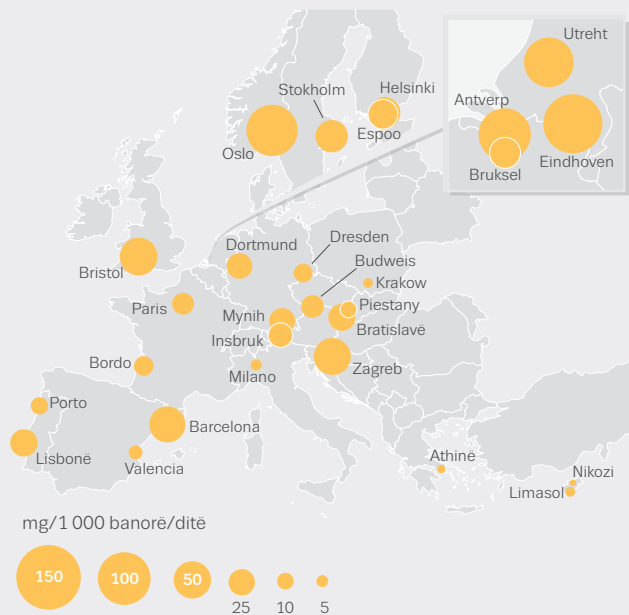 Utreht
Stokholm
Helsinki
Antverp
Oslo
Espoo
Bruksel
Eindhoven
Dortmund
Dresden
Bristol
Budweis
Krakow
Paris
Mynih
Piestany
Insbruk
Bratislavë
Bordo
Milano
Zagreb
Porto
Barcelona
Lisbonë
Valencia
Athinë
Nikozi
Limasol
mg/1 000 banorë/ditë
150
100
50
25
10
5